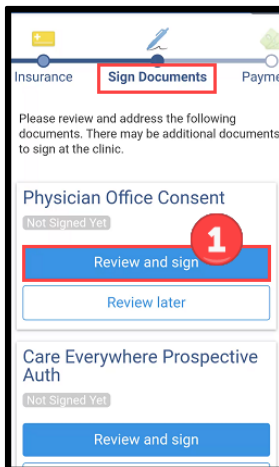 Insurance
Sign Documents
Payme
Please review and address the following
documents. There may be additional documents
to sign at the clinic.
Physician Office Consent
Not Signed Yet
1
Review and sign
Review later
Care Everywhere Prospective
Auth
Not Signed Yet
Review and sign